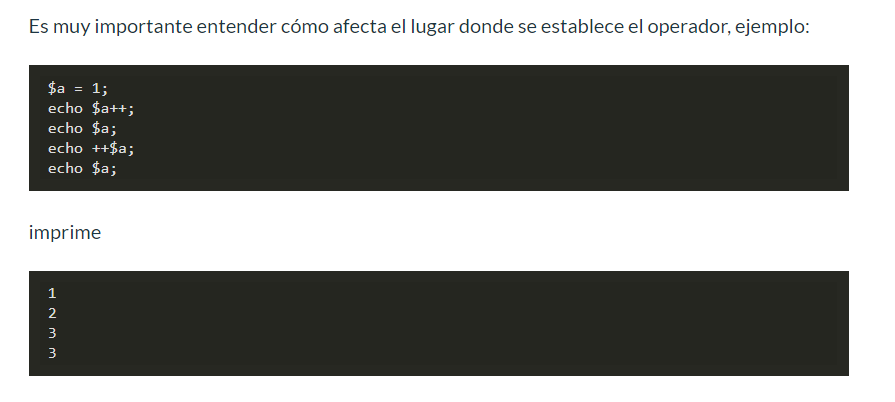 Es muy importante entender cómo afecta el lugar donde se establece el operador, ejemplo:
$a = 1;
echo $a++;
echo $a;
echo ++$a;
echo $a;
imprime
1
2
3
3